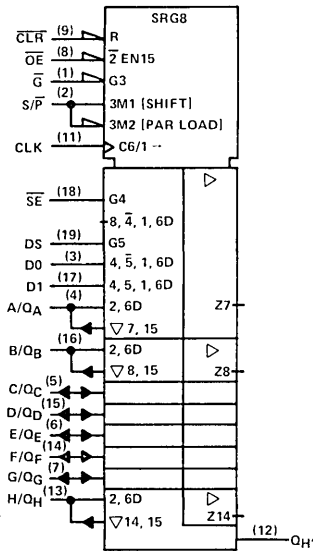 SRG8
CLR (9) R
OE (8) 2 EN15
G (1) G3
S/P (2) 3M1 [SHIFT]
3M2 [PAR LOAD]
CLK (11) C6/1→
SE (18) G4
8, 4, 1, 6D
DS (19) G5
D0 (3) 4, 5, 1, 6D
D1 (17) 4, 5, 1, 6D
A/QA (4) 2, 6D Z7
▽ 7, 15
B/QB (16) 2, 6D
▽ 8, 15 Z8
C/QC (5)
D/QD (15)
E/QE (6)
F/QF (14)
G/QG (7)
H/QH (13) 2, 6D
▽14, 15 Z14
(12) QH'